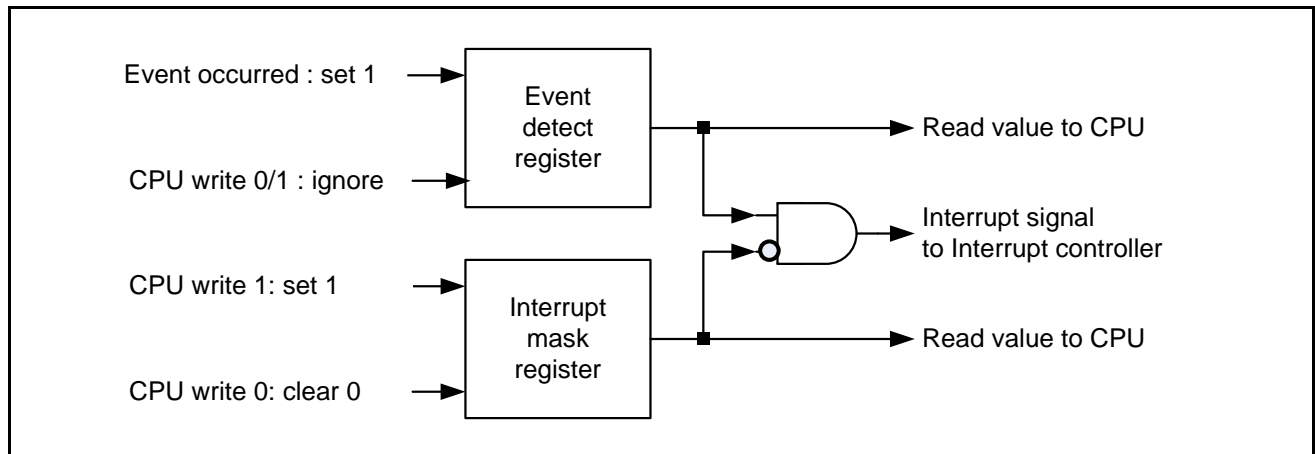 Event occurred : set 1
CPU write 0/1 : ignore
Event
detect
register
Read value to CPU
Interrupt signal
to Interrupt controller
CPU write 1: set 1
CPU write 0: clear 0
Interrupt
mask
register
Read value to CPU